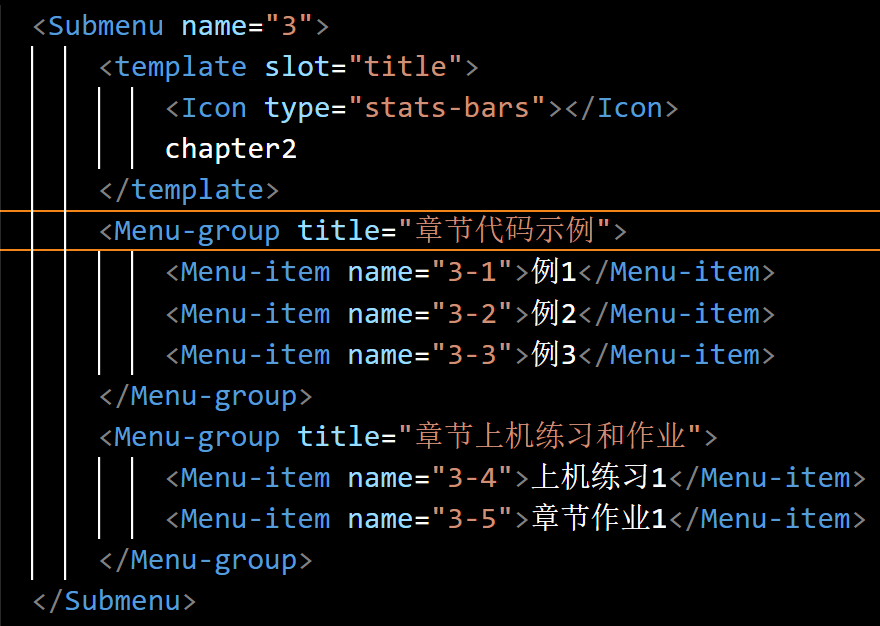 <Submenu name="3">
<template slot="title">
<Icon type="stats-bars"></Icon>
chapter2
</template>
<Menu-group title="章节代码示例">
<Menu-item name="3-1">例1</Menu-item>
<Menu-item name="3-2">例2</Menu-item>
<Menu-item name="3-3">例3</Menu-item>
</Menu-group>
<Menu-group title="章节上机练习和作业">
<Menu-item name="3-4">上机练习1</Menu-item>
<Menu-item name="3-5">章节作业1</Menu-item>
</Menu-group>
</Submenu>